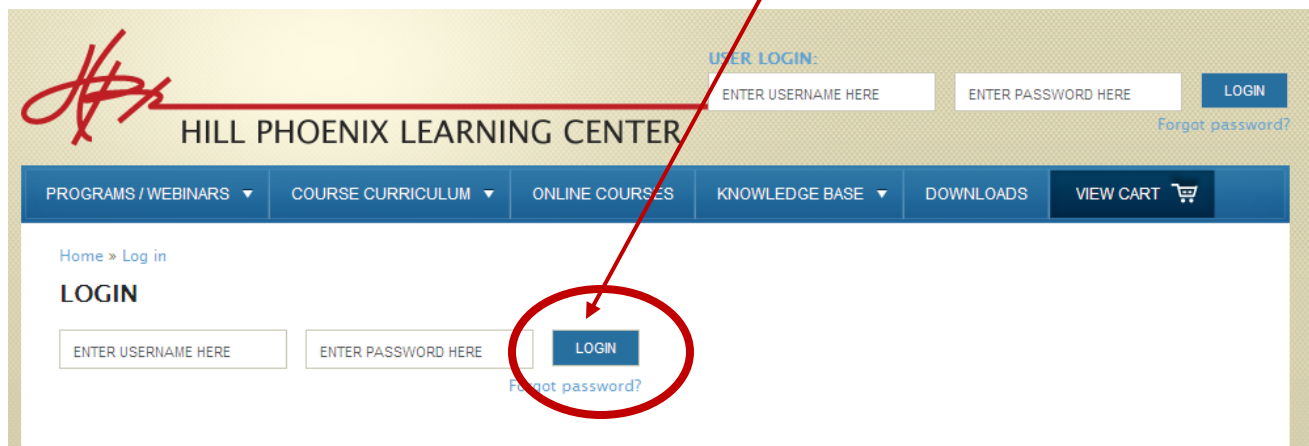 USER LOGIN:
ENTER USERNAME HERE ENTER PASSWORD HERE LOGIN
Forgot password?
HILL PHOENIX LEARNING CENTER
PROGRAMS / WEBINARS ▼ COURSE CURRICULUM ▼ ONLINE COURSES KNOWLEDGE BASE ▼ DOWNLOADS VIEW CART
Home » Log in
LOGIN
ENTER USERNAME HERE ENTER PASSWORD HERE LOGIN
Forgot password?